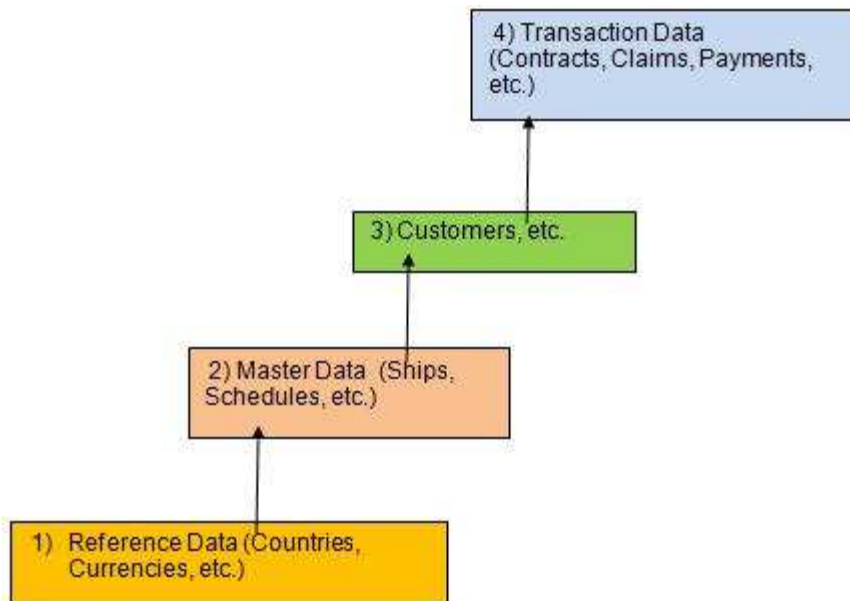 4) Transaction Data
(Contracts, Claims, Payments,
etc.)
3) Customers, etc.
2) Master Data (Ships,
Schedules, etc.)
1) Reference Data (Countries,
Currencies, etc.)